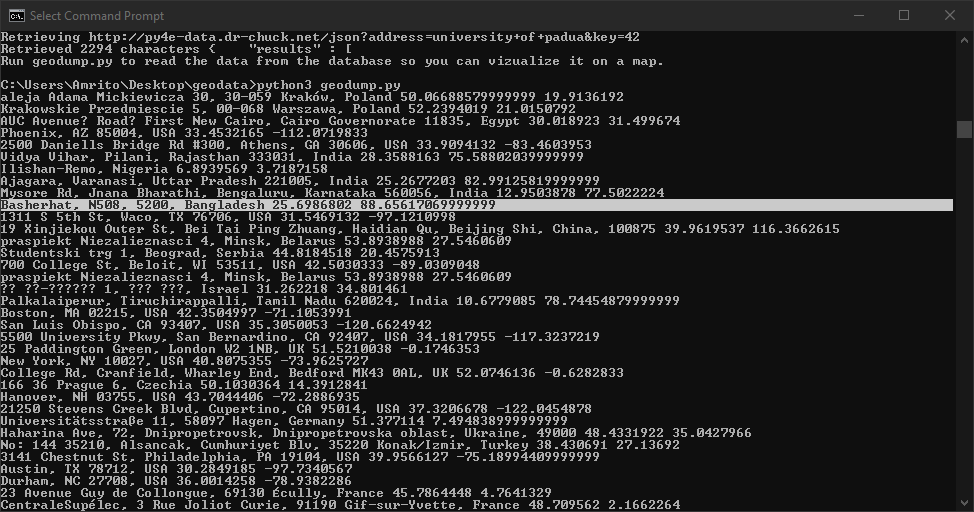 Select Command Prompt
Retrieving http://py4e-data.dr-chuck.net/json?address=university+of+padua&key=42
Retrieved 2294 characters {    "results" : [
Run geodump.py to read the data from the database so you can vizualize it on a map.
C:\Users\Amrito\Desktop\geodata>python3 geodump.py
aleja Adama Mickiewicza 30, 30-059 Kraków, Poland 50.06688579999999 19.9136192
Krakowskie Przedmiescie 5, 00-068 Warszawa, Poland 52.2394019 21.0150792
AUC Avenue? Road? First New Cairo, Cairo Governorate 11835, Egypt 30.018923 31.499674
Phoenix, AZ 85004, USA 33.4532165 -112.0719833
2500 Daniells Bridge Rd #300, Athens, GA 30606, USA 33.9094132 -83.4603953
Vidya Vihar, Pilani, Rajasthan 333031, India 28.3588163 75.58802039999999
Ilishan-Remo, Nigeria 6.8939569 3.7187158
Ajagara, Varanasi, Uttar Pradesh 221005, India 25.2677203 82.99125819999999
Mysore Rd, Jnana Bharathi, Bengaluru, Karnataka 560056, India 12.9503878 77.5022224
Basherhat, N508, 5200, Bangladesh 25.6986802 88.65617069999999
1311 S 5th St, Waco, TX 76706, USA 31.5469132 -97.1210998
19 Xinjiekou Outer St, Bei Tai Ping Zhuang, Haidian Qu, Beijing Shi, China, 100875 39.9619537 116.3662615
praspiekt Niezalieznasci 4, Minsk, Belarus 53.8938988 27.5460609
Studentski trg 1, Beograd, Serbia 44.8184518 20.4575913
700 College St, Beloit, WI 53511, USA 42.5030333 -89.0309048
praspiekt Niezalieznasci 4, Minsk, Belarus 53.8938988 27.5460609
?? ??-?????? 1, ??? ???, Israel 31.262218 34.801461
Palkalaiperur, Tiruchirappalli, Tamil Nadu 620024, India 10.6779085 78.74454879999999
Boston, MA 02215, USA 42.3504997 -71.1053991
San Luis Obispo, CA 93407, USA 35.3050053 -120.6624942
5500 University Pkwy, San Bernardino, CA 92407, USA 34.1817955 -117.3237219
25 Paddington Green, London W2 1NB, UK 51.5210038 -0.1746353
New York, NY 10027, USA 40.8075355 -73.9625727
College Rd, Cranfield, Wharley End, Bedford MK43 0AL, UK 52.0746136 -0.6282833
166 36 Prague 6, Czechia 50.1030364 14.3912841
Hanover, NH 03755, USA 43.7044406 -72.2886935
21250 Stevens Creek Blvd, Cupertino, CA 95014, USA 37.3206678 -122.0454878
Universitätsstraße 11, 58097 Hagen, Germany 51.377114 7.494838999999999
Haharina Ave, 72, Dnipropetrovsk, Dnipropetrovska oblast, Ukraine, 49000 48.4331922 35.0427966
No: 144 35210, Alsancak, Cumhuriyet Blv, 35220 Konak/Izmir, Turkey 38.430691 27.13692
3141 Chestnut St, Philadelphia, PA 19104, USA 39.9566127 -75.18994409999999
Austin, TX 78712, USA 30.2849185 -97.7340567
Durham, NC 27708, USA 36.0014258 -78.9382286
23 Avenue Guy de Collongue, 69130 Écully, France 45.7864448 4.7641329
CentraleSupélec, 3 Rue Joliot Curie, 91190 Gif-sur-Yvette, France 48.709562 2.1662264